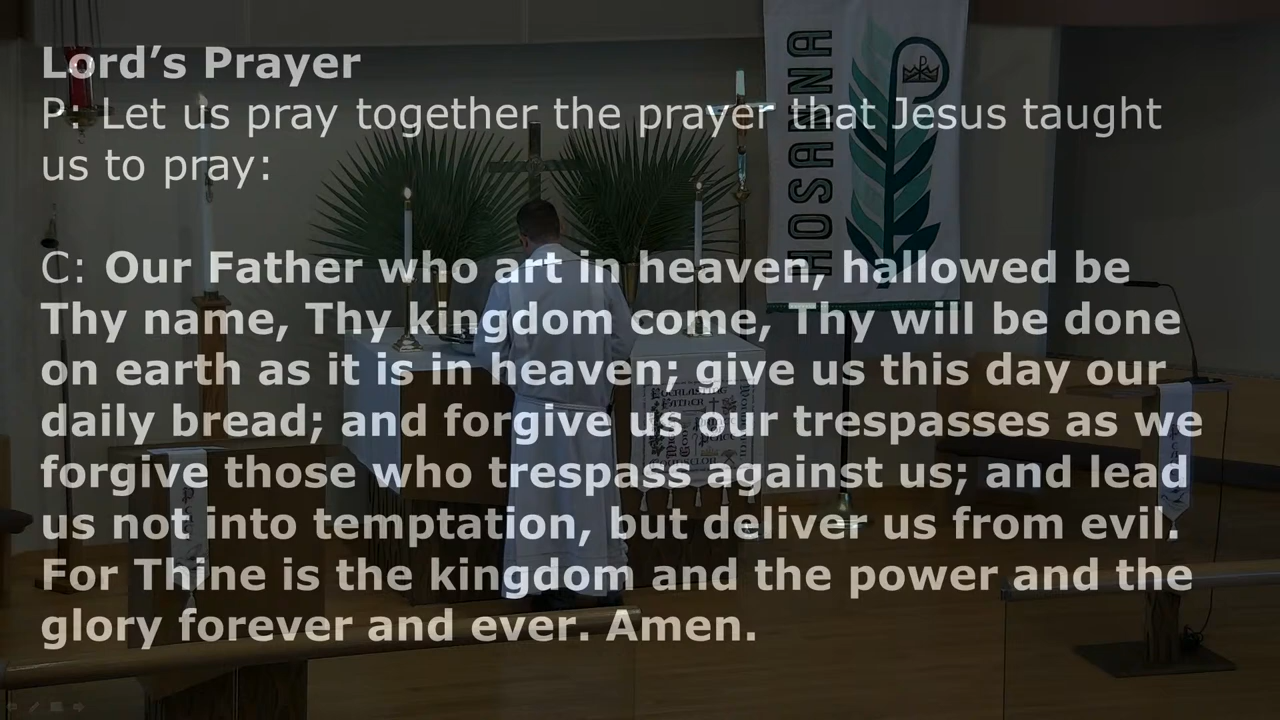 Lord’s Prayer
P: Let us pray together the prayer that Jesus taught
us to pray:
C: Our Father who art in heaven, hallowed be
Thy name, Thy kingdom come, Thy will be done
on earth as it is in heaven; give us this day our
daily bread; and forgive us our trespasses as we
forgive those who trespass against us; and lead
us not into temptation, but deliver us from evil.
For Thine is the kingdom and the power and the
glory forever and ever. Amen.
HOSANNA
EVERLASTING
FATHER
COUNSELOR